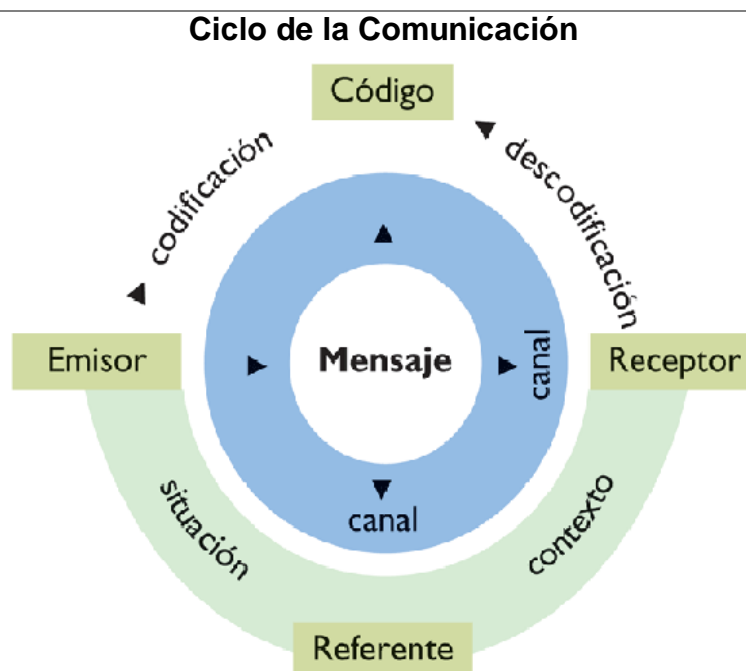 Ciclo de la Comunicación
Código
codificación
descodificación
Emisor
Mensaje
canal
Receptor
canal
situación
contexto
Referente